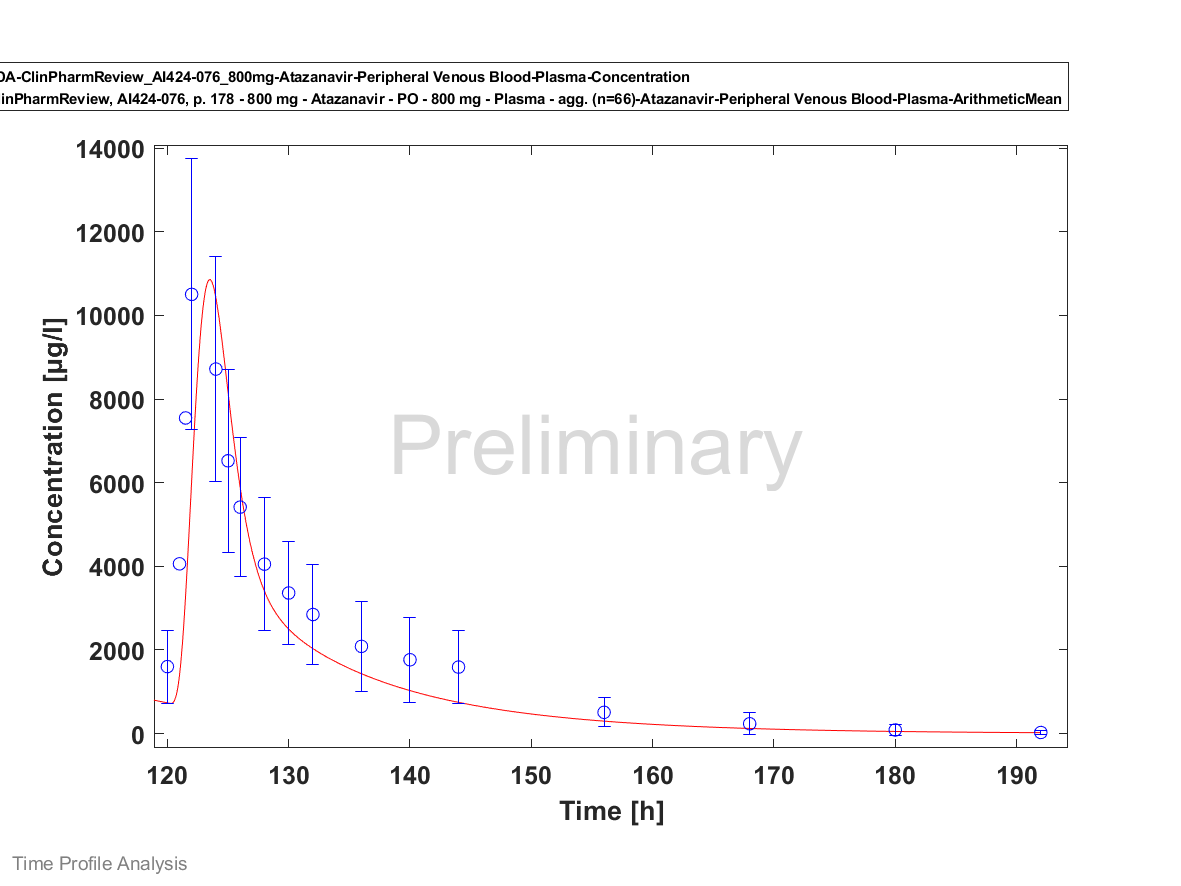 -ClinPharmReview_AI424-076_800mg-Atazanavir-Peripheral Venous Blood-Plasma-Concentration
inPharmReview, AI424-076, p. 178 - 800 mg - Atazanavir - PO - 800 mg - Plasma - agg. (n=66)-Atazanavir-Peripheral Venous Blood-Plasma-ArithmeticMean
14000
12000
10000
8000
6000
4000
2000
0
Concentration [µg/l]
Preliminary
120 130 140 150 160 170 180 190
Time [h]
Time Profile Analysis